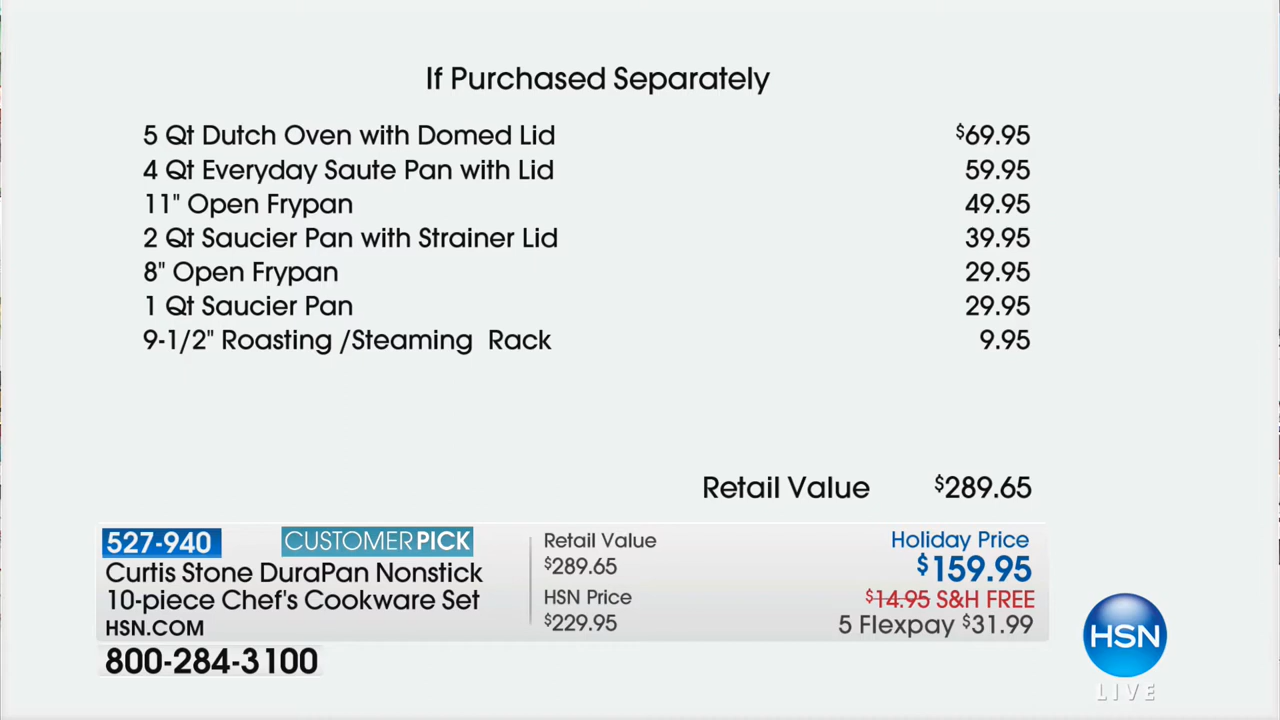 If Purchased Separately
5 Qt Dutch Oven with Domed Lid $69.95
4 Qt Everyday Saute Pan with Lid 59.95
11" Open Frypan 49.95
2 Qt Saucier Pan with Strainer Lid 39.95
8" Open Frypan 29.95
1 Qt Saucier Pan 29.95
9-1/2" Roasting /Steaming Rack 9.95
Retail Value $289.65
527-940 CUSTOMER PICK
Curtis Stone DuraPan Nonstick
10-piece Chef's Cookware Set
HSN.COM
800-284-3100
Retail Value
$289.65
HSN Price
$229.95
Holiday Price
$159.95
$14.95 S&H FREE
5 Flexpay $31.99
HSN
LIVE